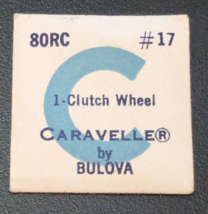 80RC #17
1-Clutch Wheel
CARAVELLE®
by
BULOVA